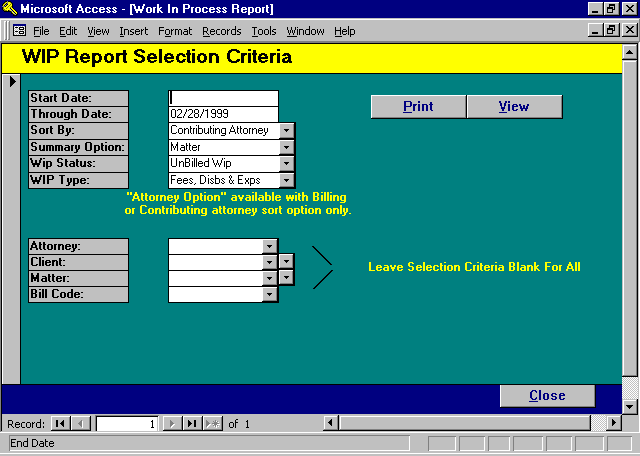 Microsoft Access - [Work In Process Report]
File Edit View Insert Format Records Tools Window Help
WIP Report Selection Criteria
Start Date:
Through Date: 02/28/1999
Sort By: Contributing Attorney
Summary Option: Matter
Wip Status: UnBilled Wip
WIP Type: Fees, Disbs & Exps
Print View
"Attorney Option" available with Billing
or Contributing attorney sort option only.
Attorney:
Client:
Matter:
Bill Code:
Leave Selection Criteria Blank For All
Close
Record: 1 of 1
End Date